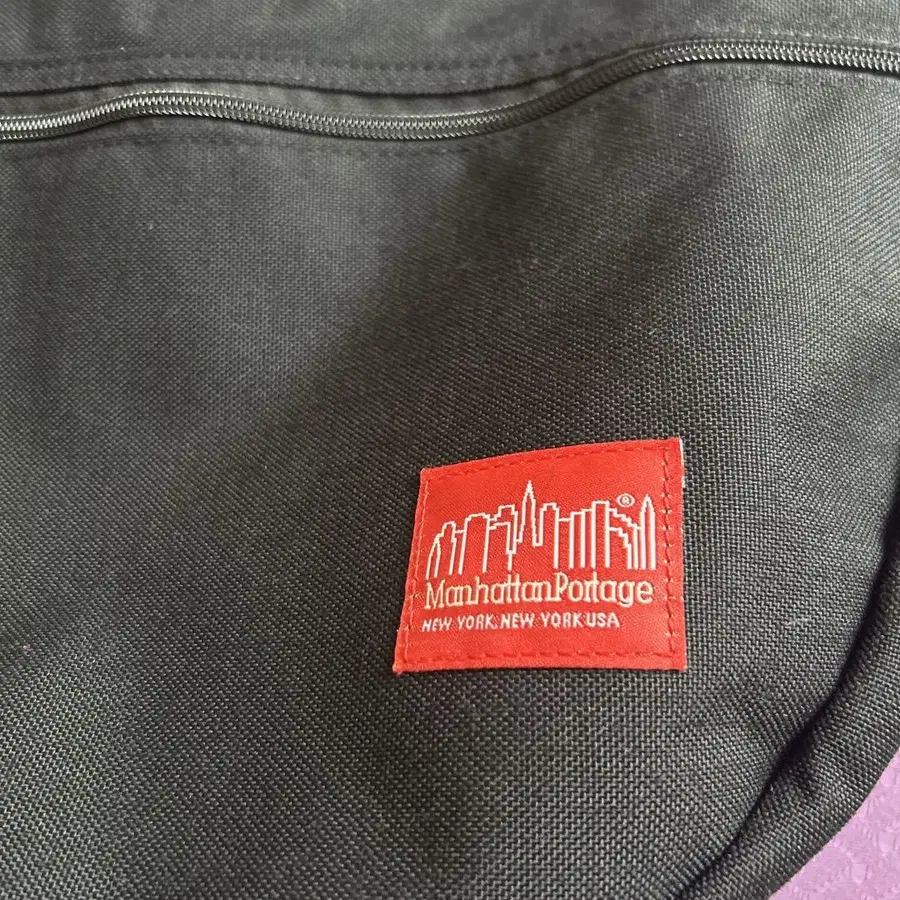 ®
ManhattanPortage
NEW YORK, NEW YORK USA